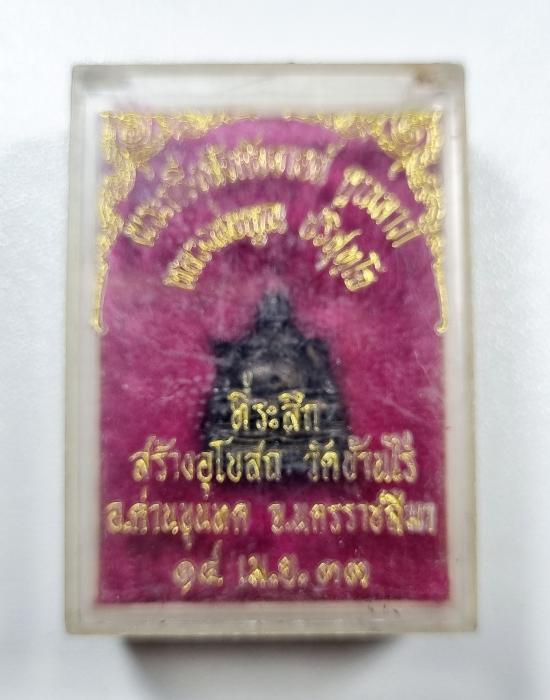 หลวงพ่อคูณ ปริสุทฺโธ
ที่ระลึก
สร้างอุโบสถ วัดบ้านไร่
อ.ด่านขุนทด จ.นครราชสีมา
๑๔ เม.ย. ๓๓